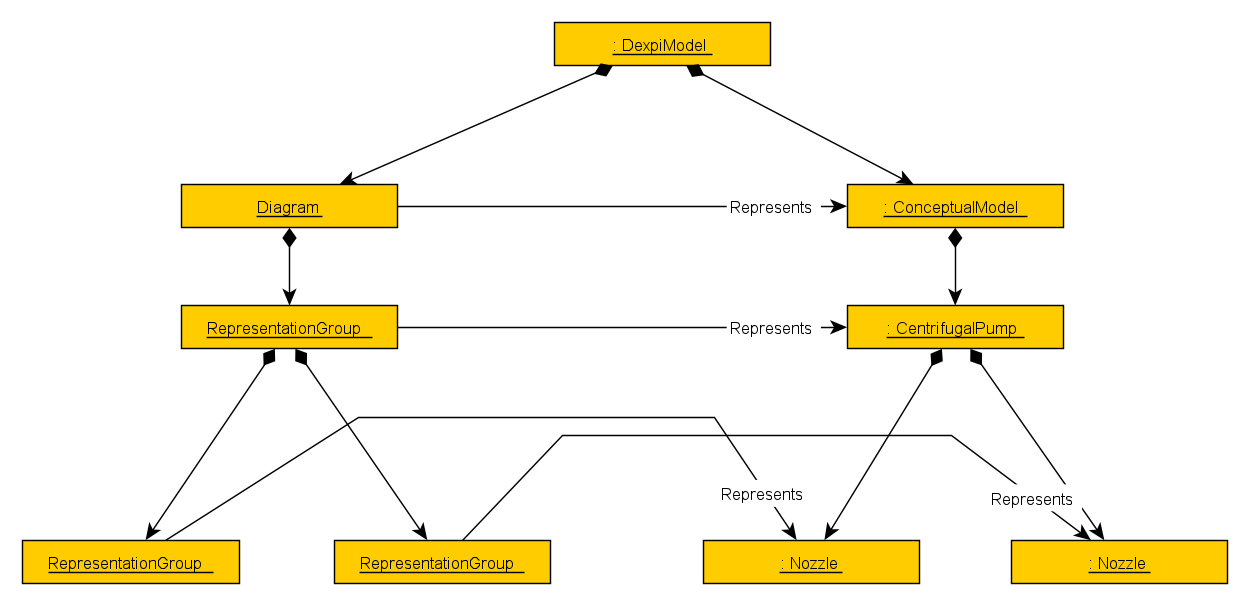 : DexpiModel
Diagram
Represents
: ConceptualModel
RepresentationGroup
Represents
: CentrifugalPump
Represents
Represents
RepresentationGroup
RepresentationGroup
: Nozzle
: Nozzle